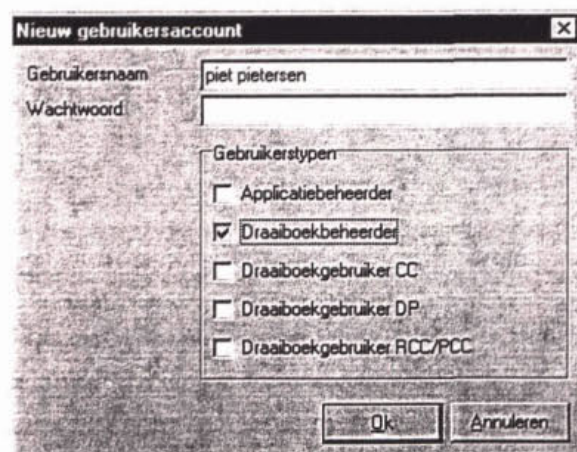 Nieuw gebruikersaccount
Gebruikersnaam piet pietersen
Wachtwoord
Gebruikerstypen
Applicatiebeheerder
Draaiboekbeheerder
Draaiboekgebruiker CC
Draaiboekgebruiker DP
Draaiboekgebruiker RCC/PCC
Ok Annuleren